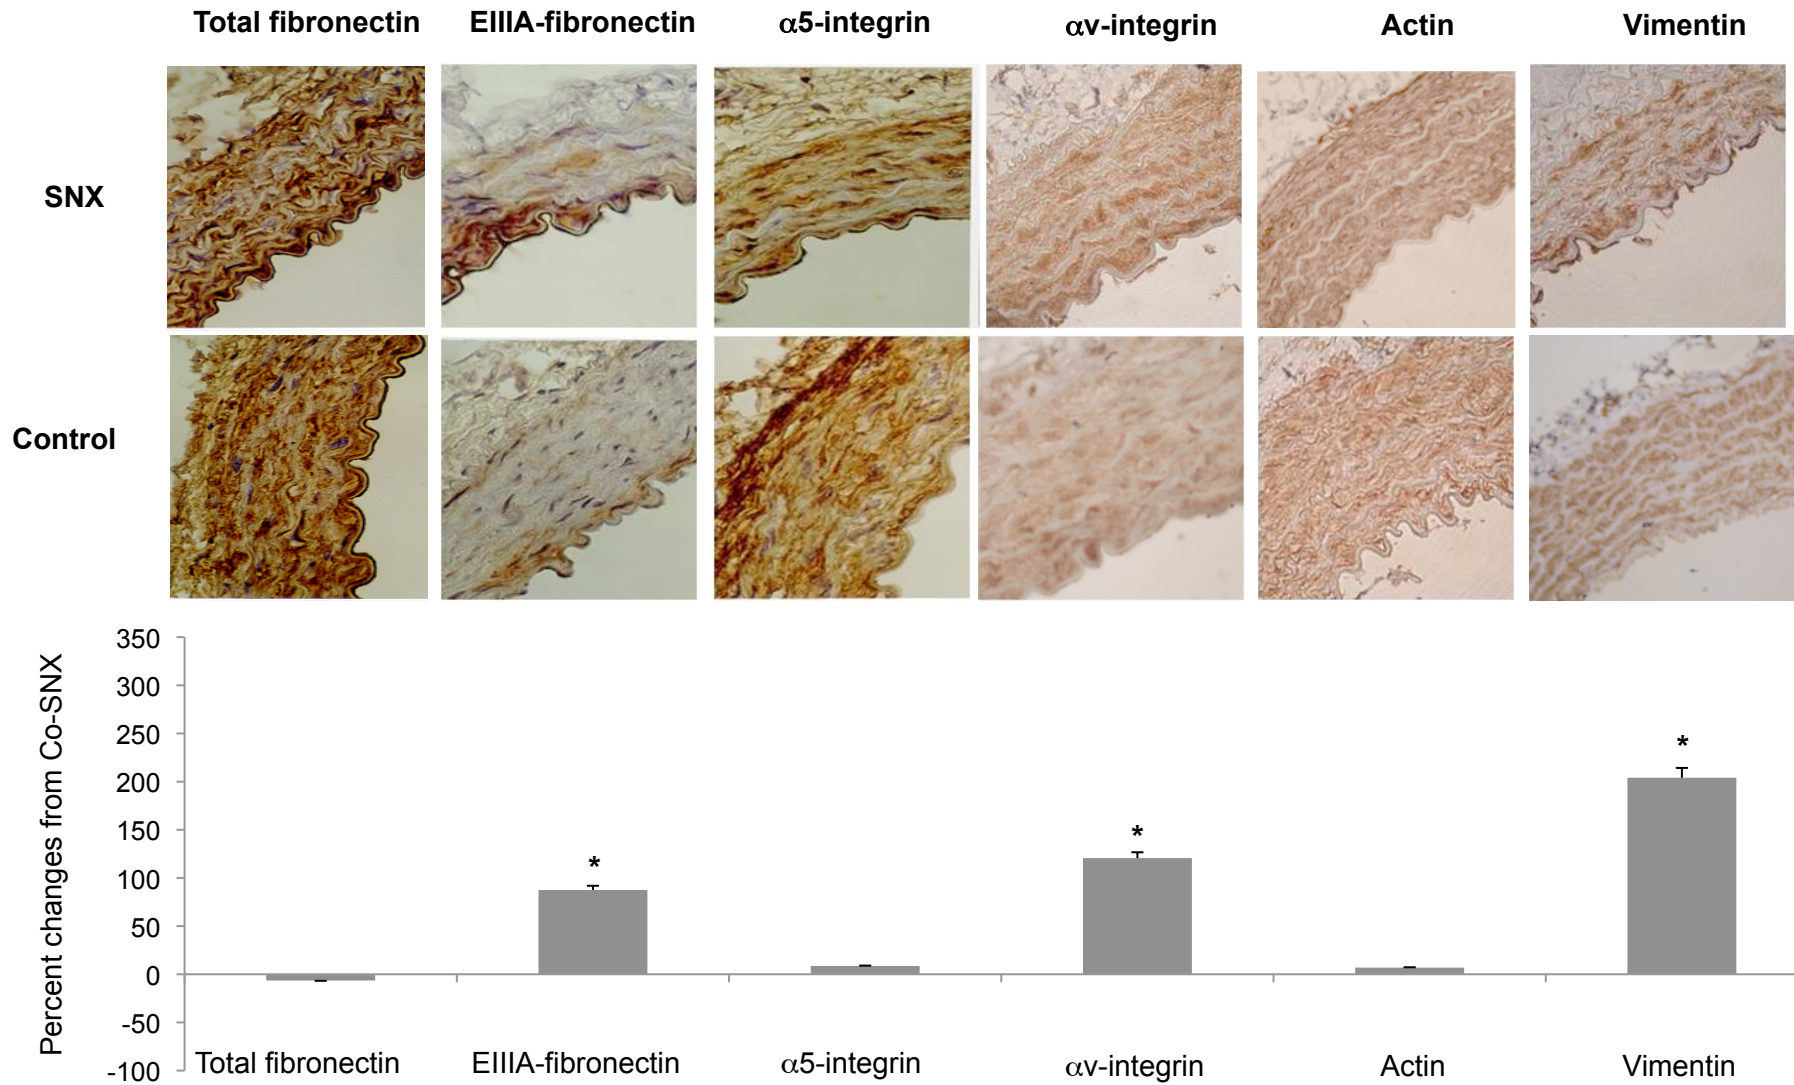 Total fibronectin EIIIA-fibronectin α5-integrin αv-integrin Actin Vimentin
SNX
Control
Percent changes from Co-SNX
350
300
250
200
150
100
50
0
-50
-100
*
*
*
Total fibronectin EIIIA-fibronectin α5-integrin αv-integrin Actin Vimentin